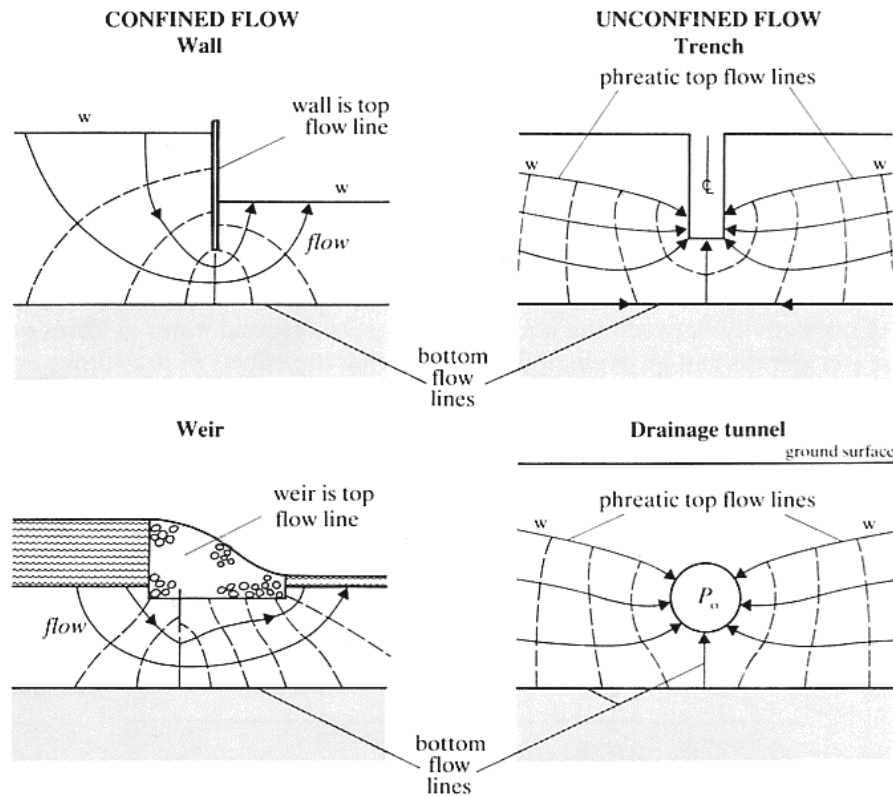 CONFINED FLOW
Wall
w
wall is top
flow line
w
flow
UNCONFINED FLOW
Trench
phreatic top flow lines
w
w
℄
bottom
flow
lines
Weir
weir is top
flow line
flow
Drainage tunnel
ground surface
phreatic top flow lines
w
w
Po
bottom
flow
lines